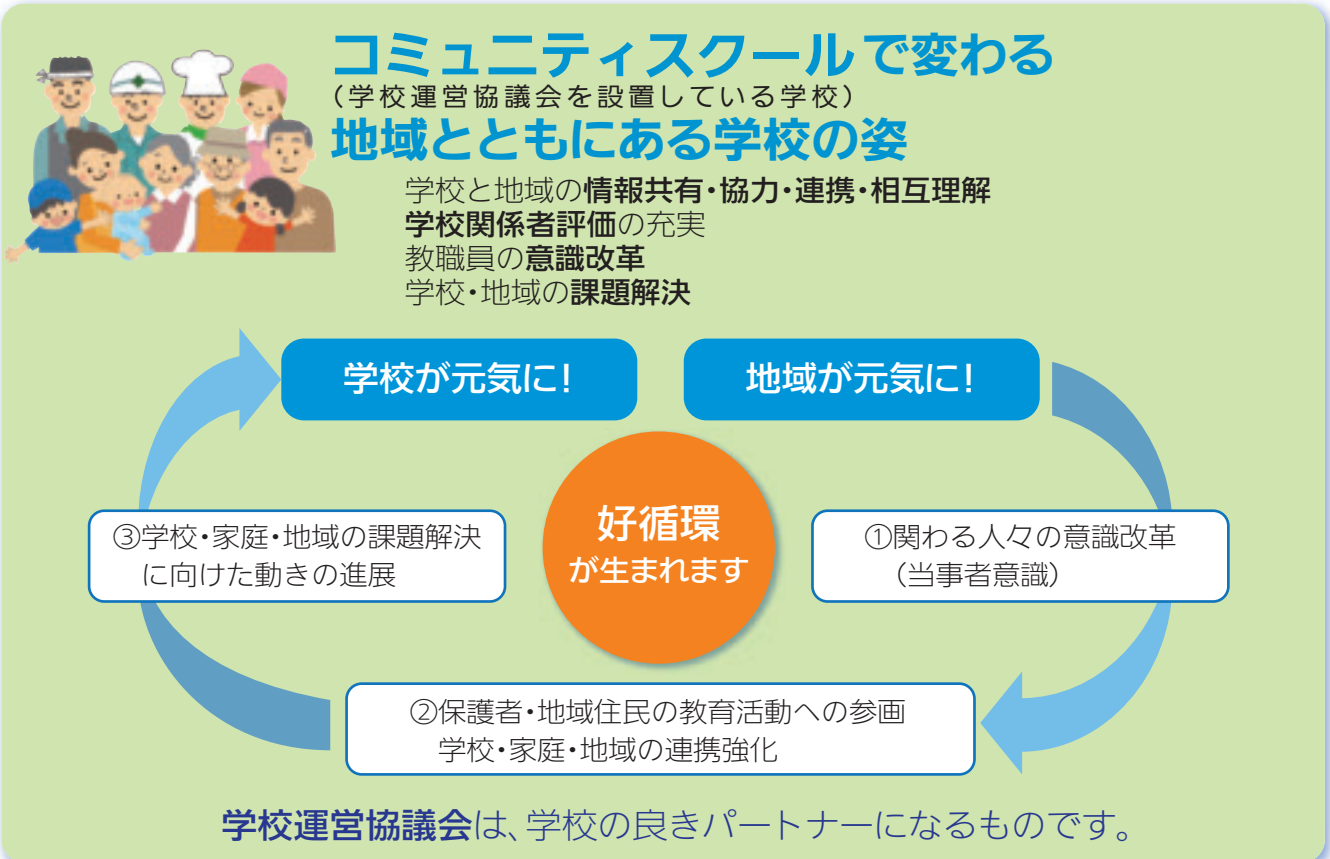 コミュニティスクールで変わる
（学校運営協議会を設置している学校）
地域とともにある学校の姿
学校と地域の情報共有・協力・連携・相互理解
学校関係者評価の充実
教職員の意識改革
学校・地域の課題解決
学校が元気に！
地域が元気に！
好循環
が生まれます
①関わる人々の意識改革
（当事者意識）
②保護者・地域住民の教育活動への参画
学校・家庭・地域の連携強化
③学校・家庭・地域の課題解決
に向けた動きの進展
学校運営協議会は、学校の良きパートナーになるものです。